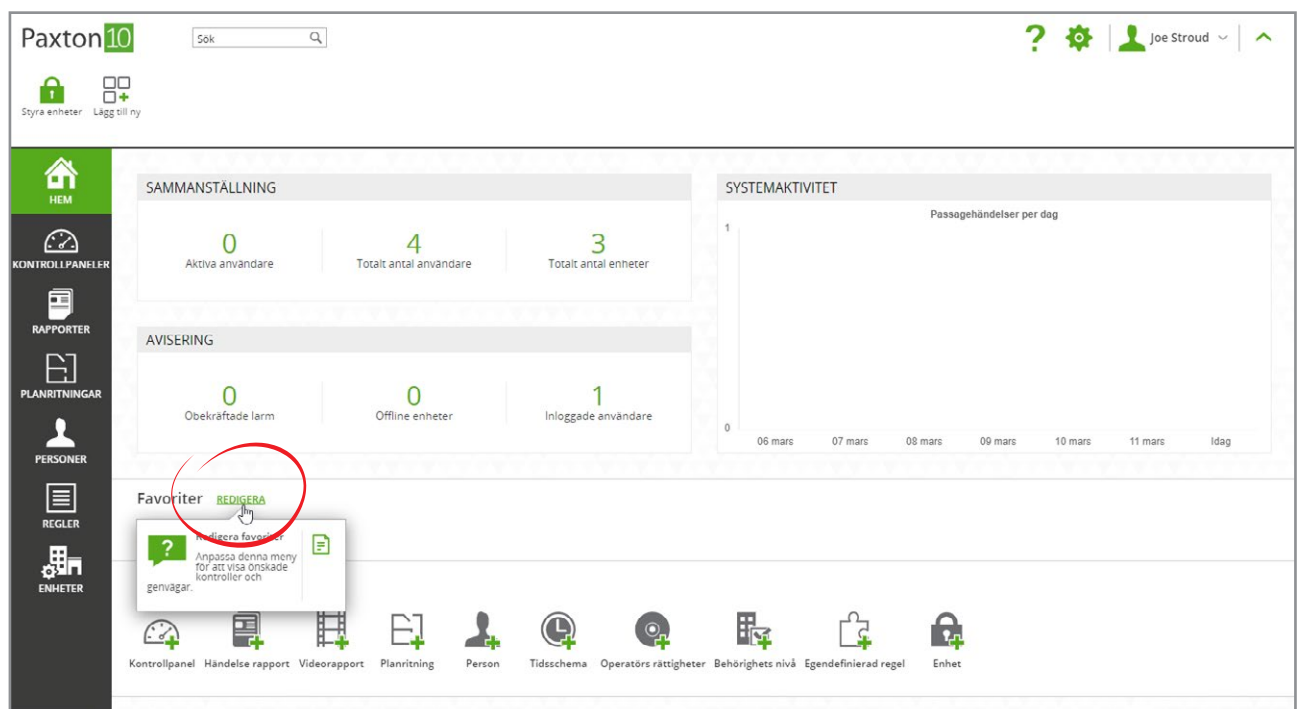 Paxton 10
Sök
?
Joe Stroud
Styra enheter
Lägg till ny
HEM
KONTROLLPANELER
RAPPORTER
PLANRITNINGAR
PERSONER
REGLER
ENHETER
SAMMANSTÄLLNING
0
Aktiva användare
4
Totalt antal användare
3
Totalt antal enheter
AVISERING
0
Obekräftade larm
0
Offline enheter
1
Inloggade användare
SYSTEMAKTIVITET
Passagehändelser per dag
1
0
06 mars 07 mars 08 mars 09 mars 10 mars 11 mars Idag
Favoriter REDIGERA
?
Redigera favoriter
Anpassa denna meny
för att visa önskade
kontroller och
genvägar.
Kontrollpanel
Händelse rapport
Videorapport
Planritning
Person
Tidsschema
Operatörs rättigheter
Behörighets nivå
Egendefinierad regel
Enhet